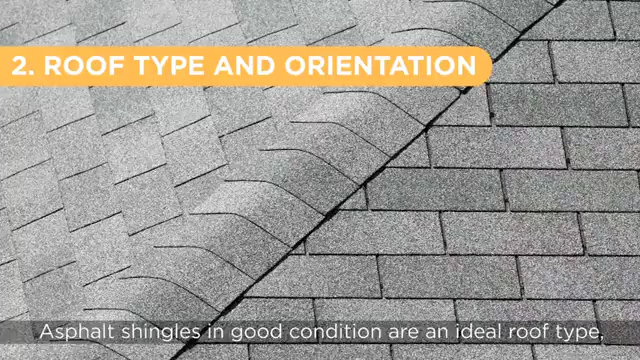 2. ROOF TYPE AND ORIENTATION
Asphalt shingles in good condition are an ideal roof type.